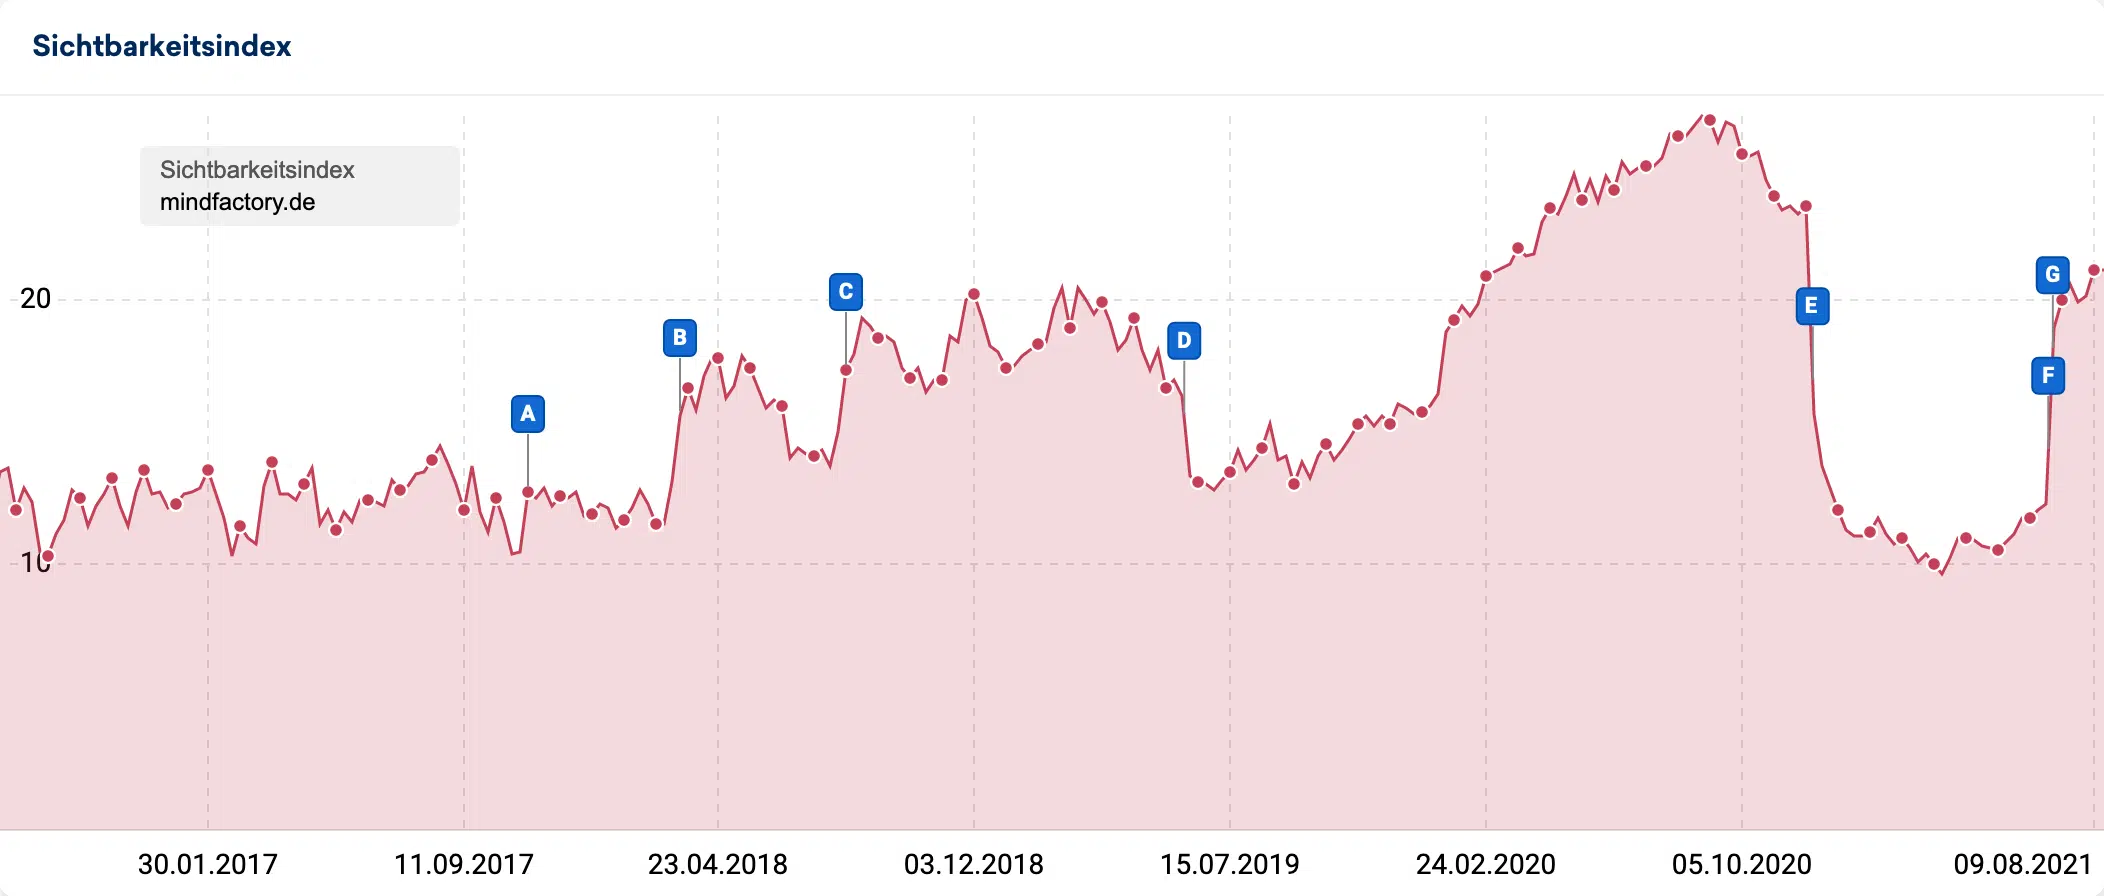 Sichtbarkeitsindex
Sichtbarkeitsindex
mindfactory.de
20
10
A
B
C
D
E
F
G
30.01.2017
11.09.2017
23.04.2018
03.12.2018
15.07.2019
24.02.2020
05.10.2020
09.08.2021